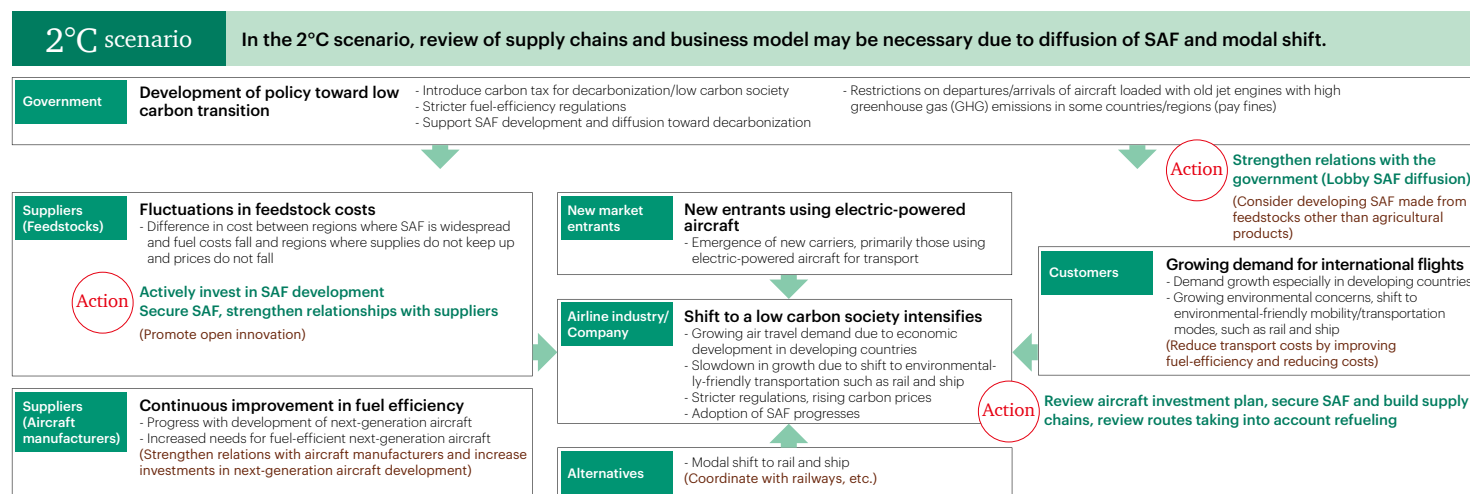 2°C scenario
In the 2°C scenario, review of supply chains and business model may be necessary due to diffusion of SAF and modal shift.
Government
Development of policy toward low
carbon transition
- Introduce carbon tax for decarbonization/low carbon society
- Stricter fuel-efficiency regulations
- Support SAF development and diffusion toward decarbonization
- Restrictions on departures/arrivals of aircraft loaded with old jet engines with high
greenhouse gas (GHG) emissions in some countries/regions (pay fines)
Action
Strengthen relations with the
government (Lobby SAF diffusion)
(Consider developing SAF made from
feedstocks other than agricultural
products)
Suppliers
(Feedstocks)
Fluctuations in feedstock costs
- Difference in cost between regions where SAF is widespread
and fuel costs fall and regions where supplies do not keep up
and prices do not fall
Action
Actively invest in SAF development
Secure SAF, strengthen relationships with suppliers
(Promote open innovation)
Suppliers
(Aircraft
manufacturers)
Continuous improvement in fuel efficiency
- Progress with development of next-generation aircraft
- Increased needs for fuel-efficient next-generation aircraft
(Strengthen relations with aircraft manufacturers and increase
investments in next-generation aircraft development)
New market
entrants
New entrants using electric-powered
aircraft
- Emergence of new carriers, primarily those using
electric-powered aircraft for transport
Airline industry/
Company
Shift to a low carbon society intensifies
- Growing air travel demand due to economic
development in developing countries
- Slowdown in growth due to shift to environmental-
ly-friendly transportation such as rail and ship
- Stricter regulations, rising carbon prices
- Adoption of SAF progresses
Alternatives
- Modal shift to rail and ship
(Coordinate with railways, etc.)
Customers
Growing demand for international flights
- Demand growth especially in developing countries
- Growing environmental concerns, shift to
environmental-friendly mobility/transportation
modes, such as rail and ship
(Reduce transport costs by improving
fuel-efficiency and reducing costs)
Action
Review aircraft investment plan, secure SAF and build supply
chains, review routes taking into account refueling